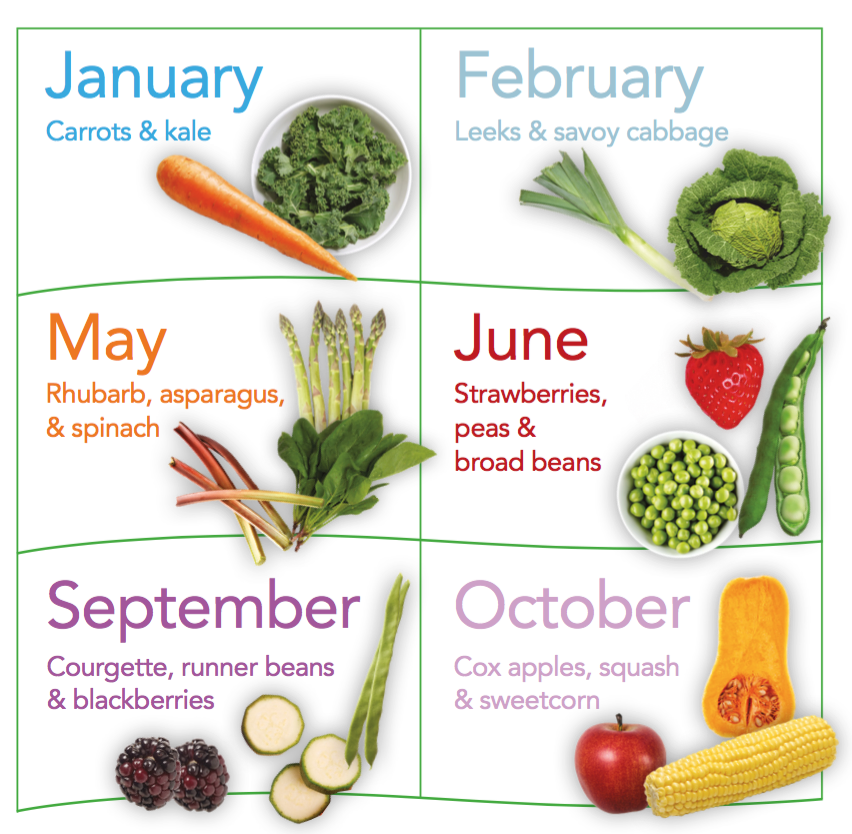 January
Carrots & kale
February
Leeks & savoy cabbage
May
Rhubarb, asparagus,
& spinach
June
Strawberries,
peas &
broad beans
September
Courgette, runner beans
& blackberries
October
Cox apples, squash
& sweetcorn